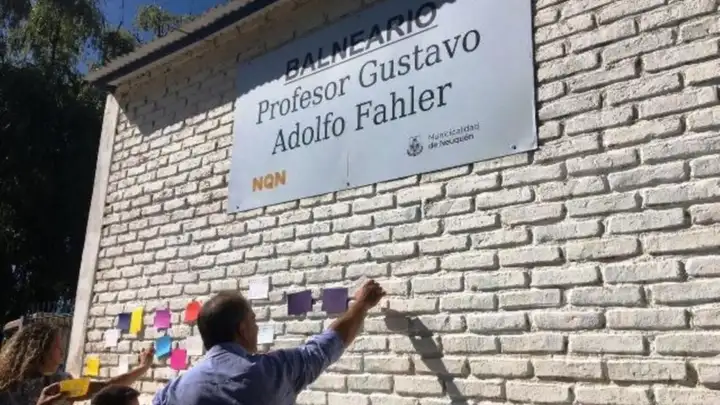 BALNEARIO
Profesor Gustavo
Adolfo Fahler
NQN
Municipalidad
de Neuquén